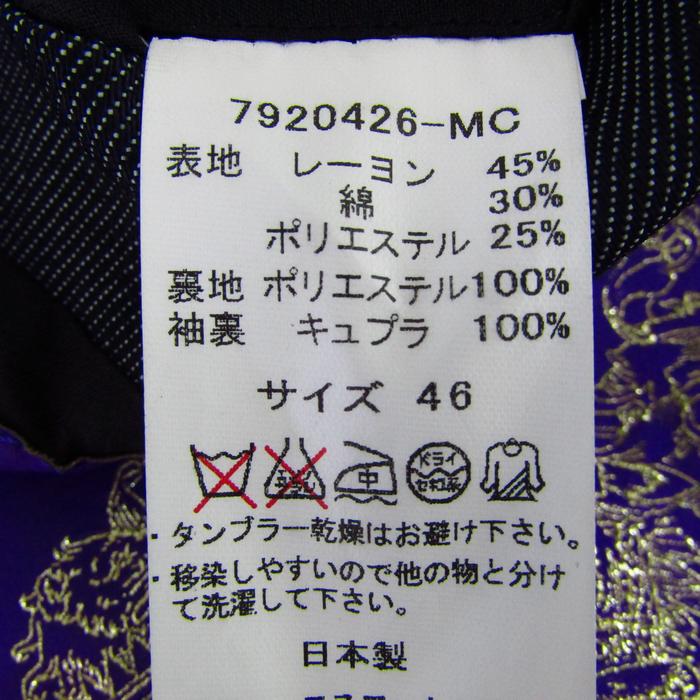 7920426-MC
表地 レーヨン 45%
綿 30%
ポリエステル 25%
裏地 ポリエステル 100%
袖裏 キュプラ 100%
サイズ 46
中 ドライ セキユ系
・タンブラー乾燥はお避け下さい。
・移染しやすいので他の物と分け
て洗濯して下さい。
日本製